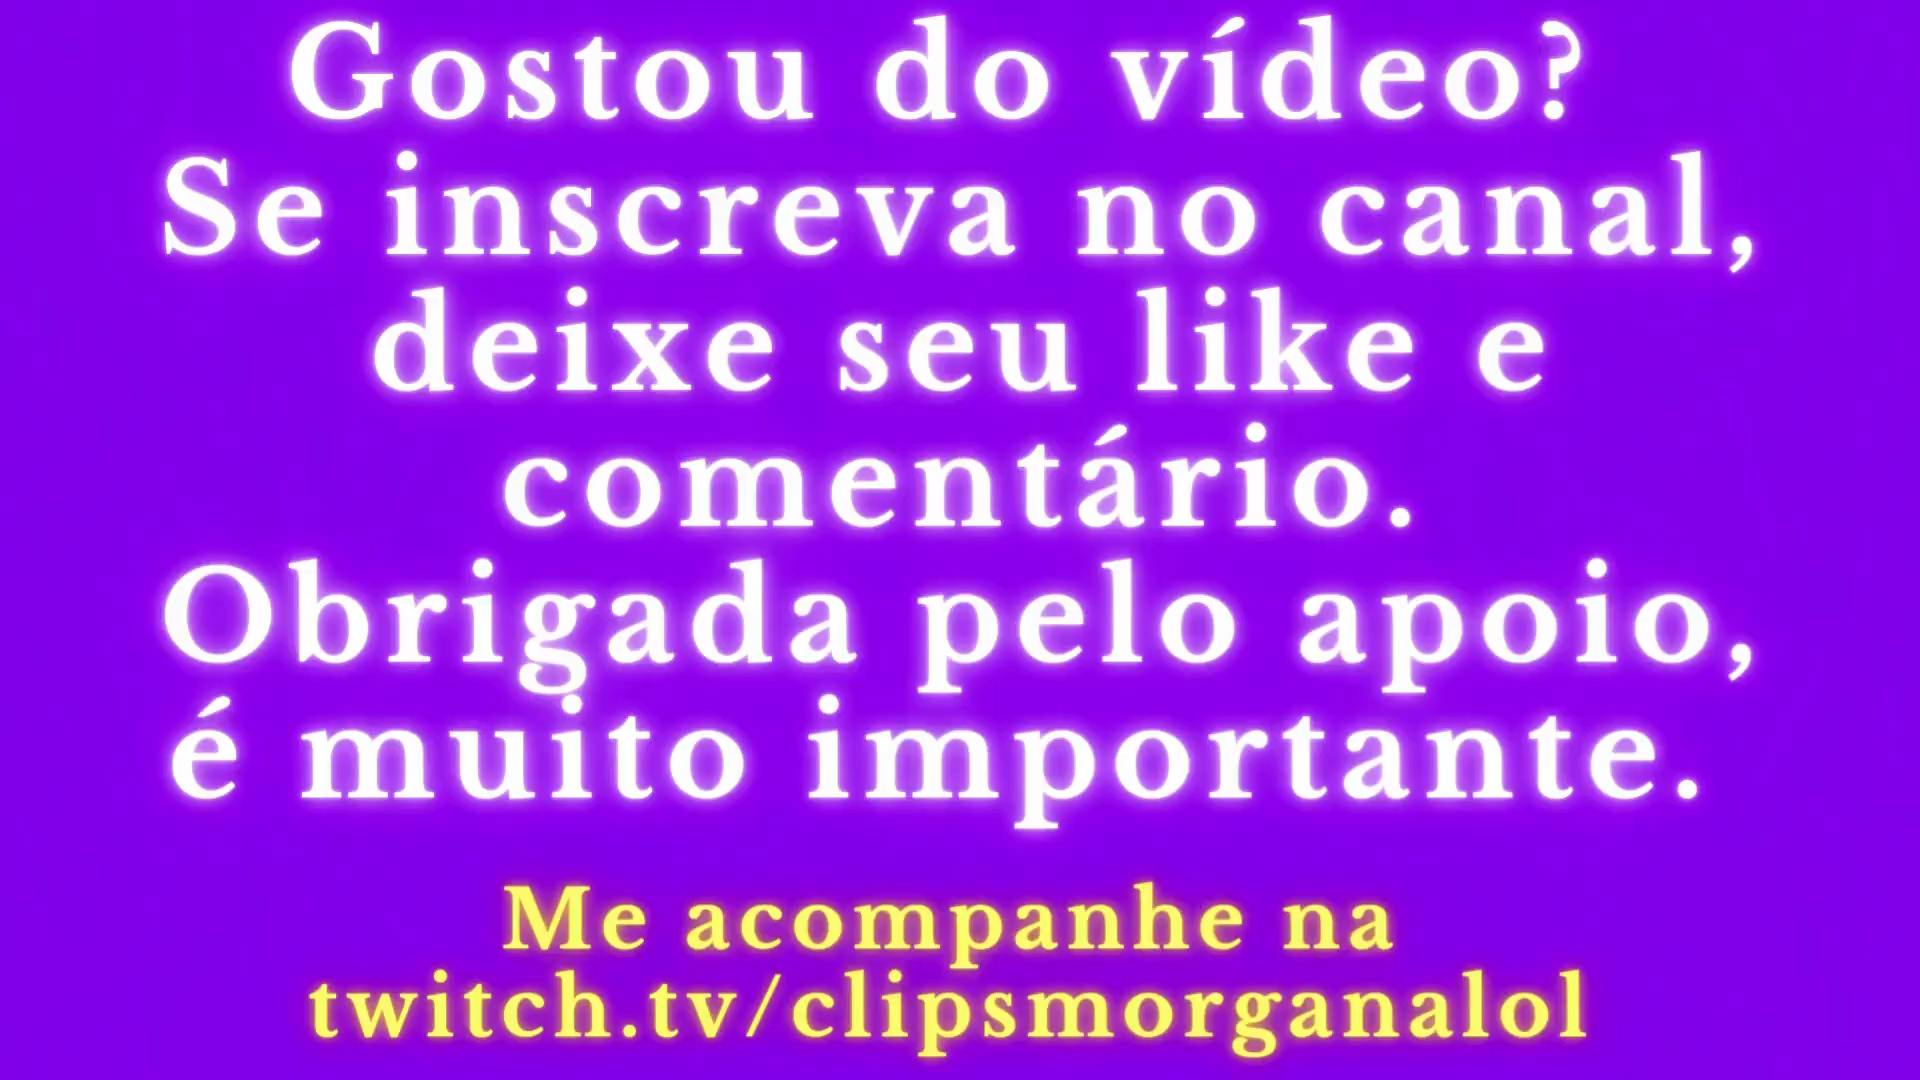 Gostou do vídeo?
Se inscreva no canal,
deixe seu like e
comentário.
Obrigada pelo apoio,
é muito importante.
Me acompanhe na
twitch.tv/clipsmorganalol